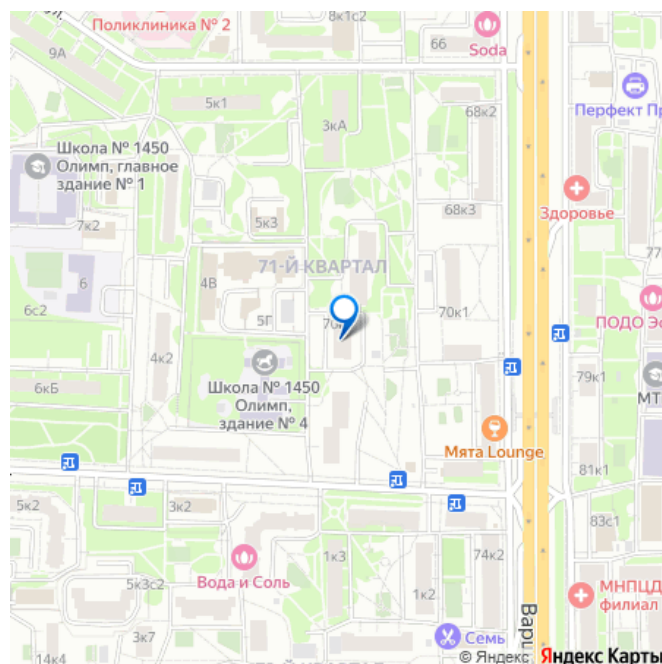 8к1с2
Поликлиника № 2
66
Soda
9А
5к1
3кА
68к2
Перфект Пр
Школа № 1450
Олимп, главное
здание № 1
Здоровье
68к3
5к3
7к2
71-Й КВАРТАЛ
4В
6
6с2
5Г
70к1
ПОДО Эс
4к2
Школа № 1450
Олимп,
здание № 4
6кБ
79к1
МТ
Мята Lounge
81к1
5к2
3к2
83с1
1к3
74к2
Вода и Соль
5к3с2
1к2
МНПЦД
филиал
3к7
Семь
14к4
© Яндекс
Яндекс Карты